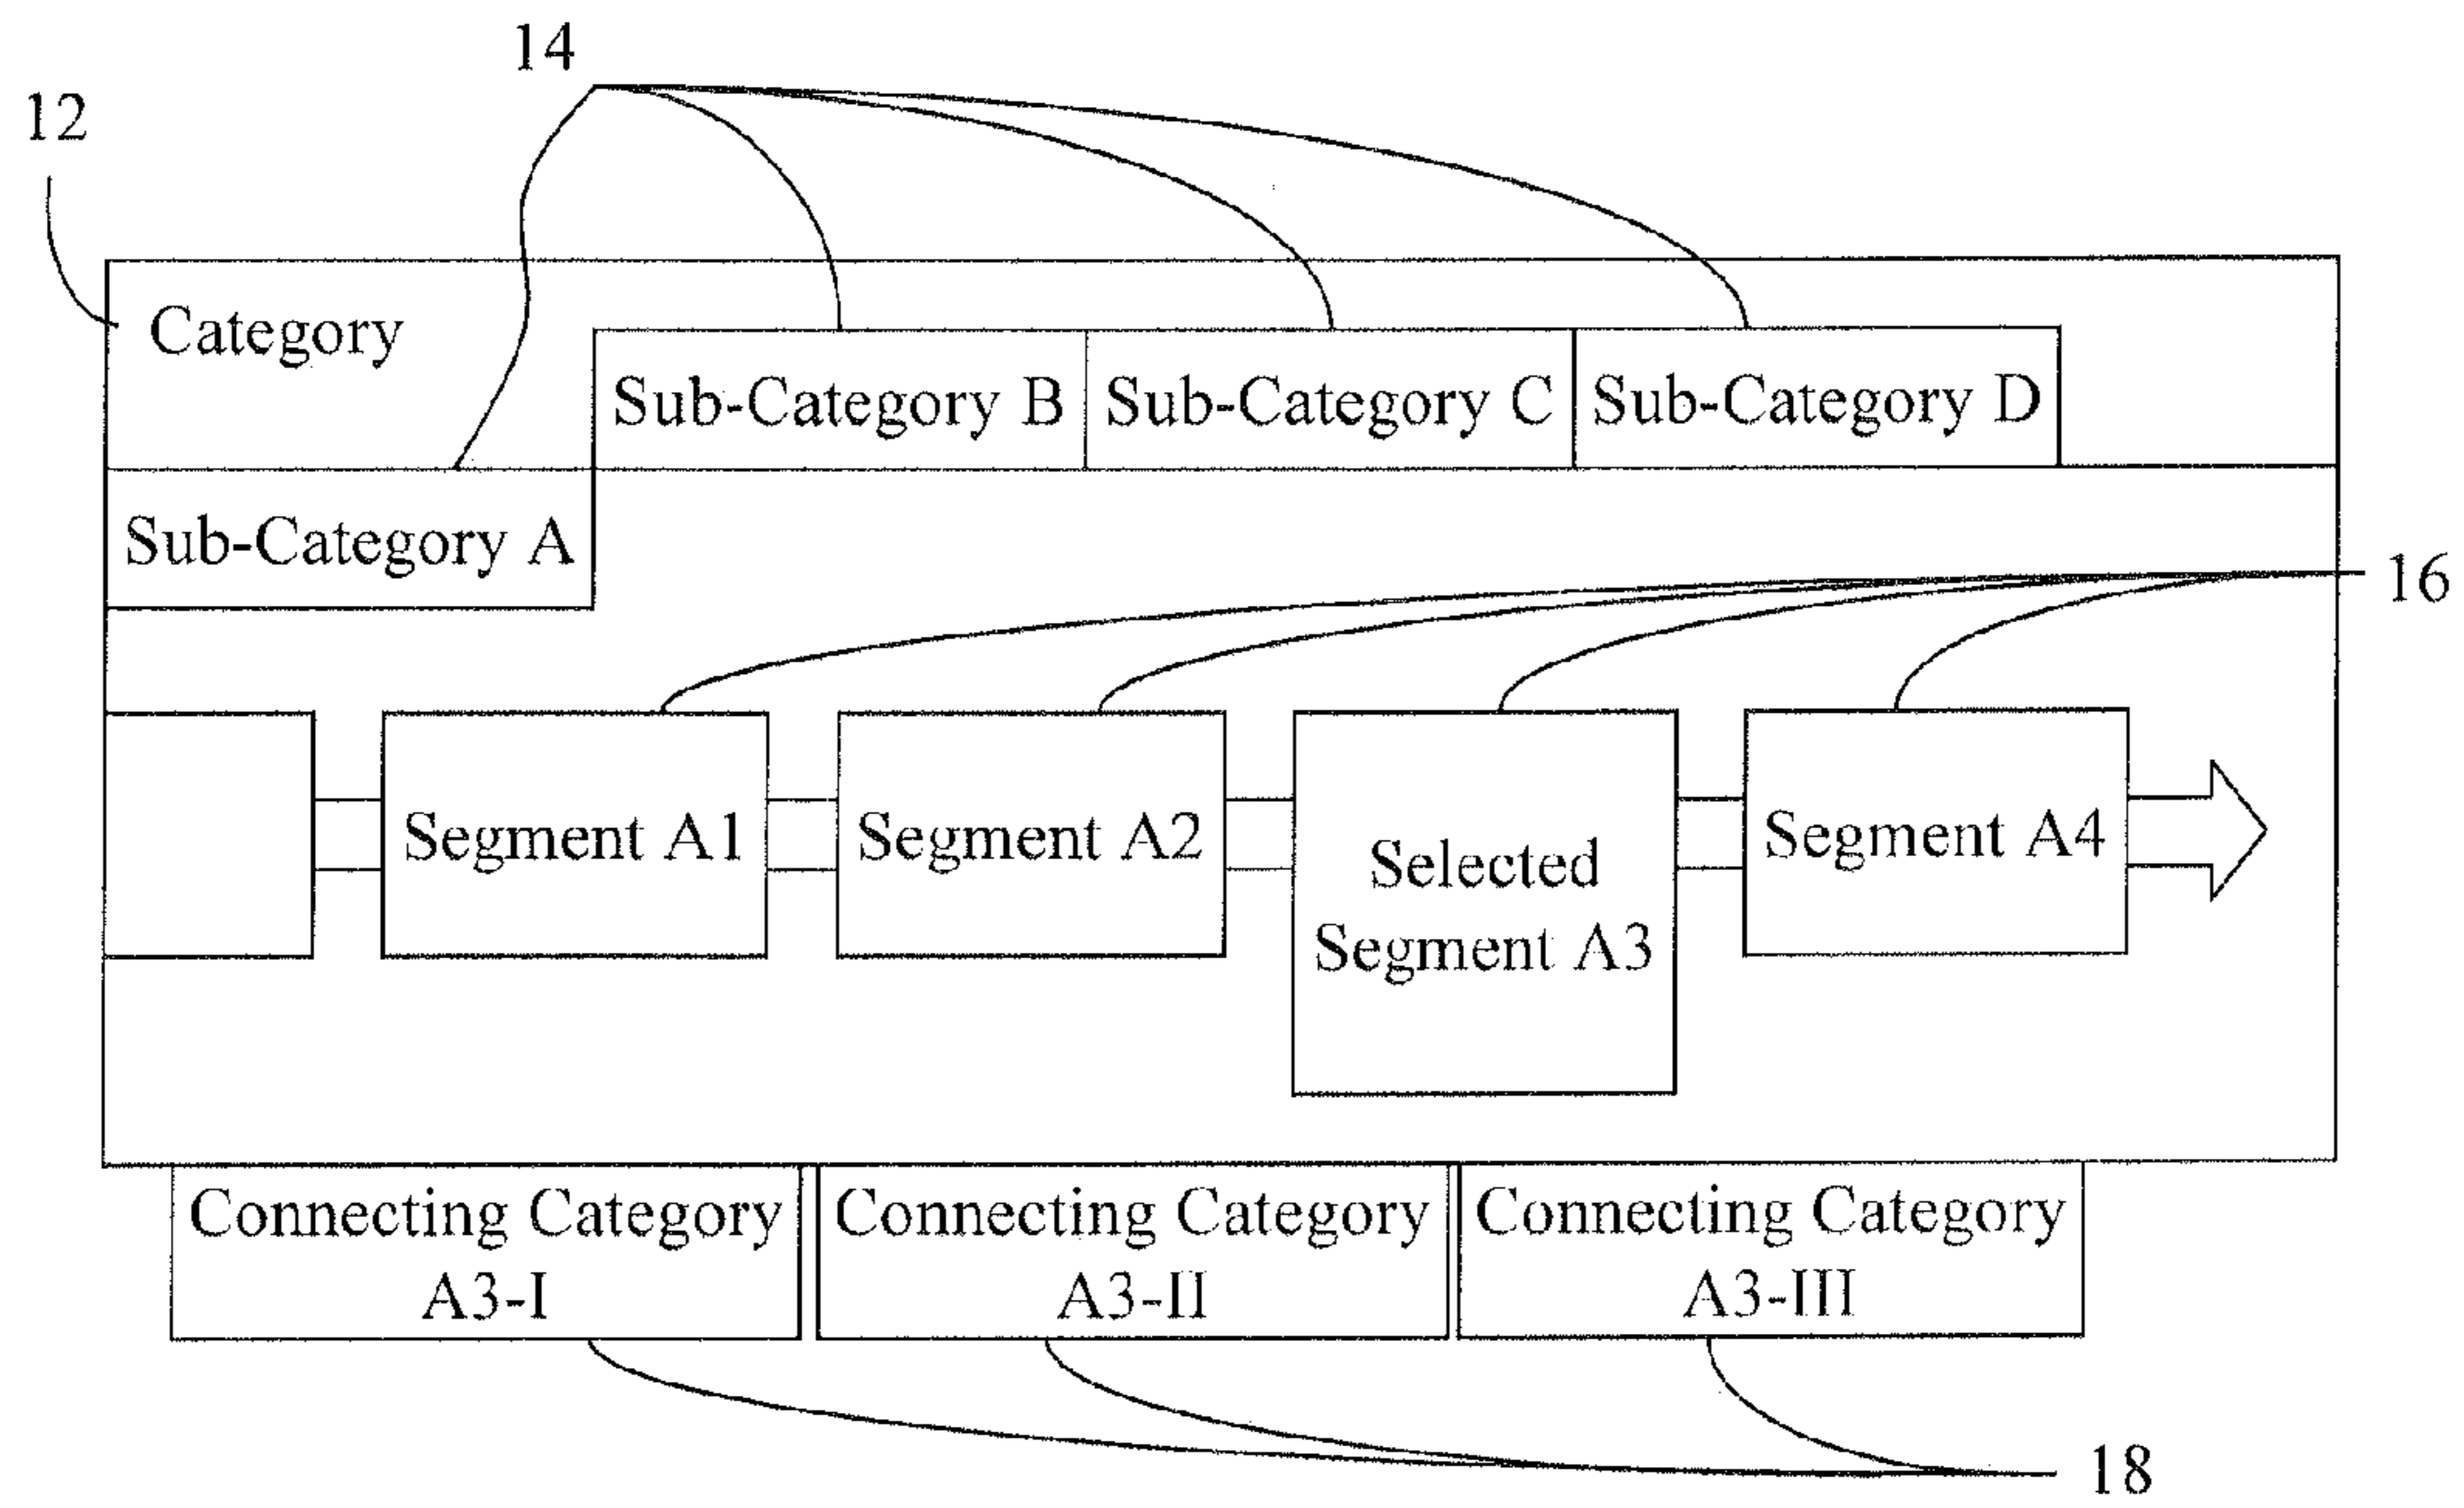 14
12
Category
Sub-Category B
Sub-Category C
Sub-Category D
Sub-Category A
16
Segment A1
Segment A2
Selected
Segment A3
Segment A4
Connecting Category
A3-I
Connecting Category
A3-II
Connecting Category
A3-III
18